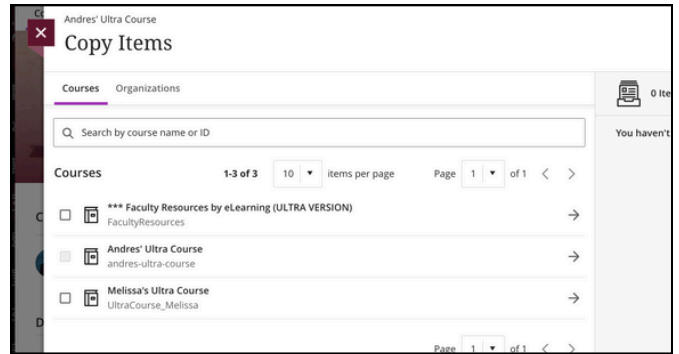 Andres' Ultra Course
Copy Items
Courses Organizations
0 Ite
Search by course name or ID
You haven't
Courses 1-3 of 3 10 items per page Page 1 of 1
*** Faculty Resources by eLearning (ULTRA VERSION)
FacultyResources
Andres' Ultra Course
andres-ultra-course
Melissa's Ultra Course
UltraCourse_Melissa
Page 1 of 1